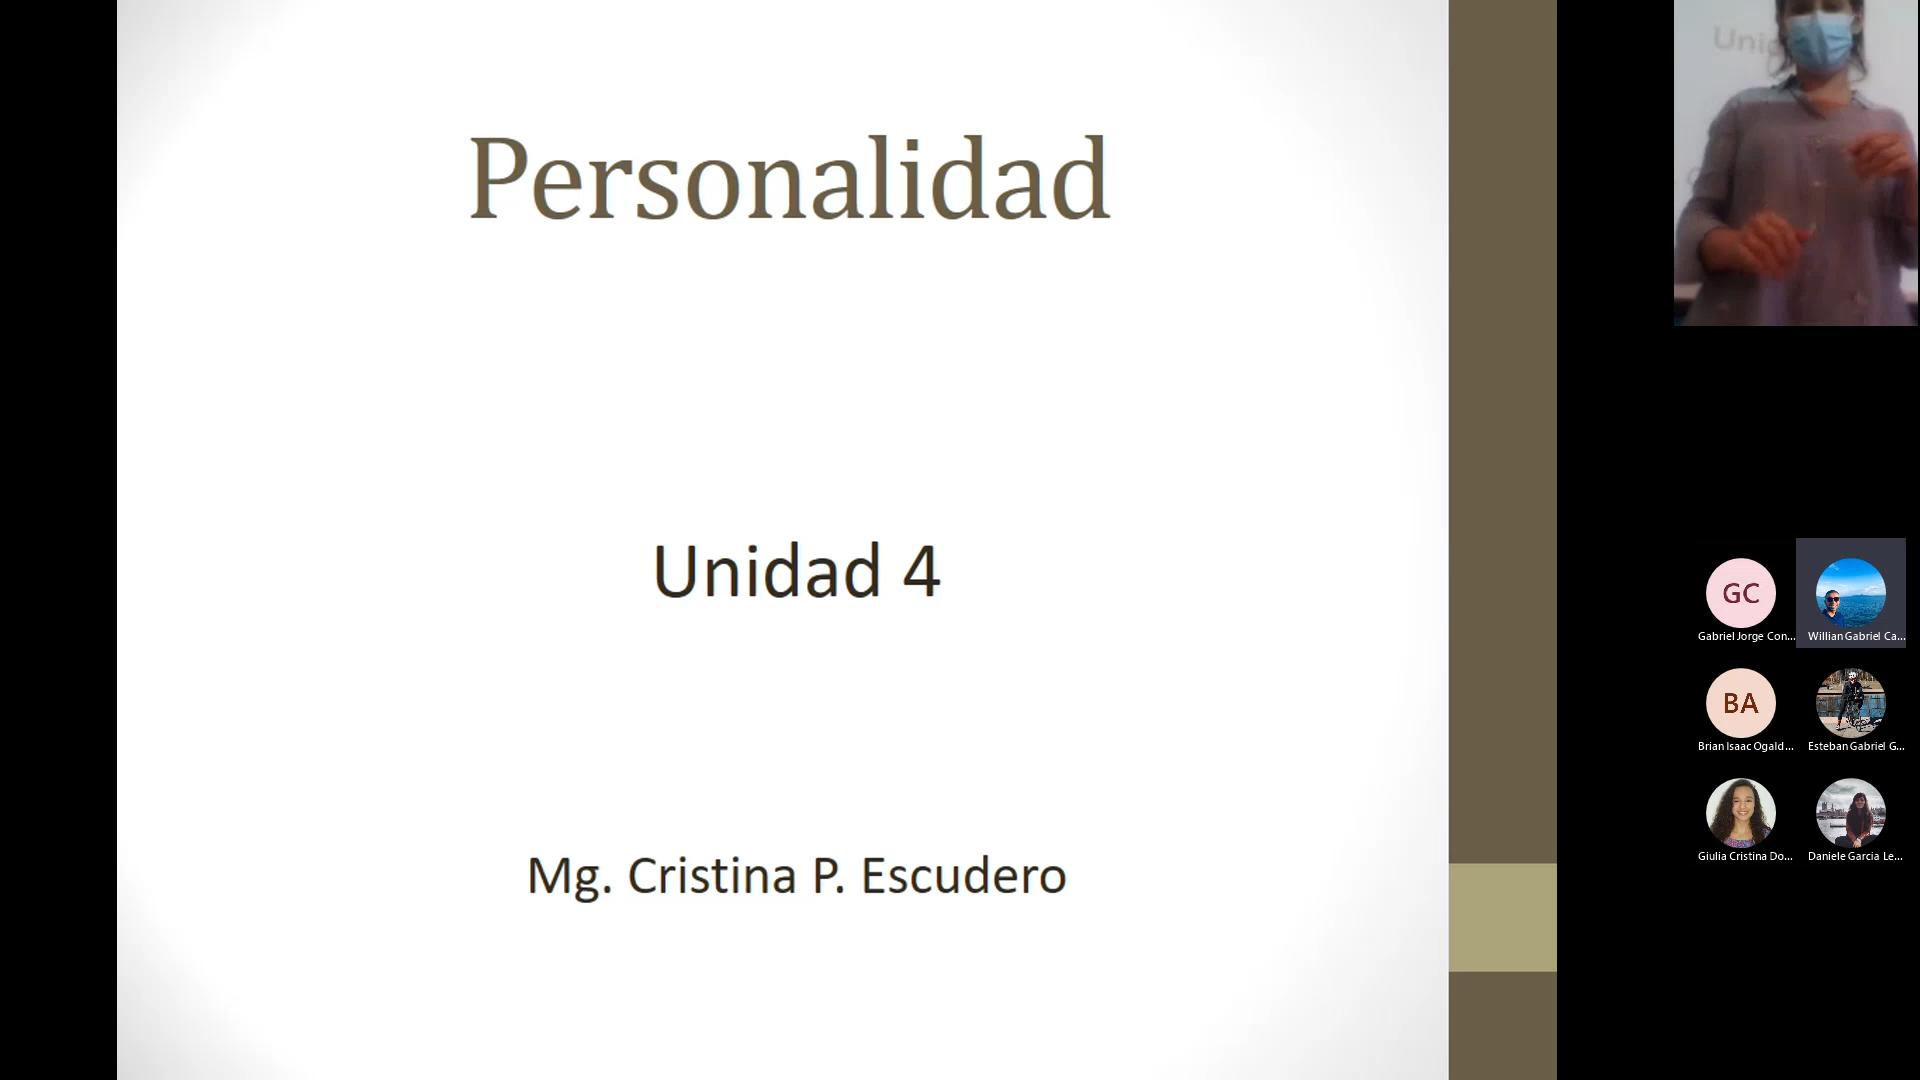 Personalidad
Unidad 4
Mg. Cristina P. Escudero
Uni
GC
Gabriel Jorge Con...
Willian Gabriel Ca...
BA
Brian Isaac Ogald...
Esteban Gabriel G...
Giulia Cristina Do...
Daniele Garcia Le...